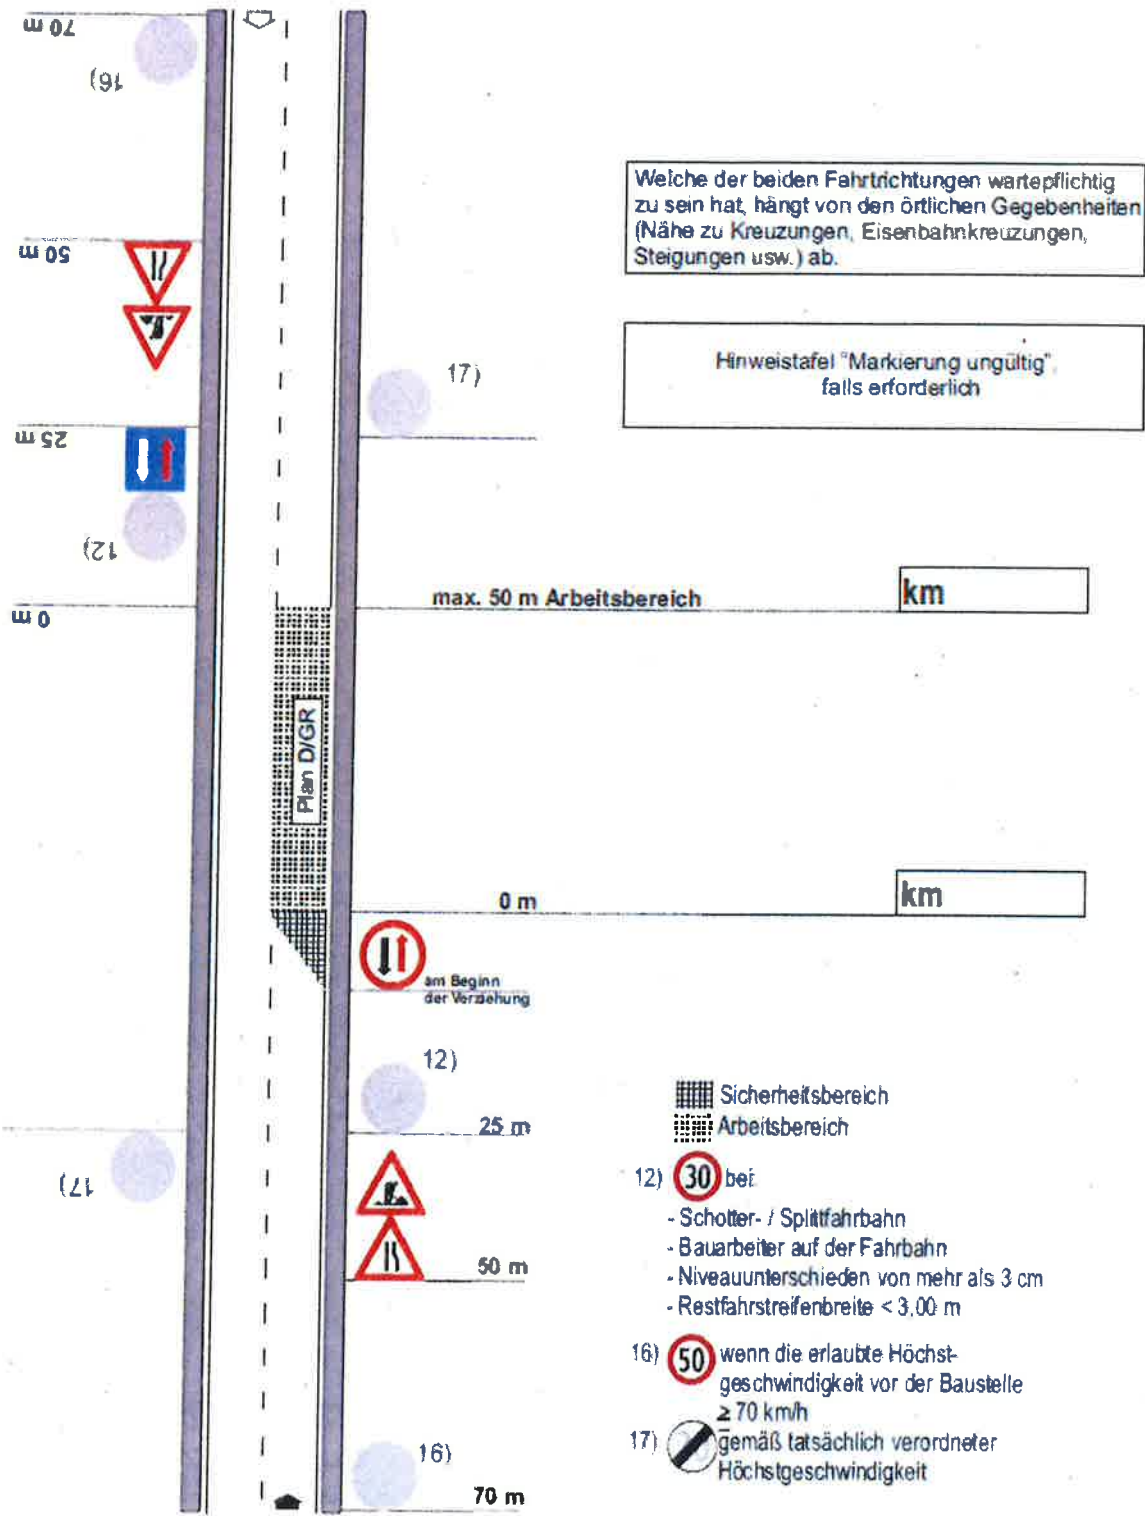 70 m
16)
50 m
25 m
12)
0 m
17)
Welche der beiden Fahrtrichtungen wartepflichtig
zu sein hat, hängt von den örtlichen Gegebenheiten
(Nähe zu Kreuzungen, Eisenbahnkreuzungen,
Steigungen usw.) ab.
Hinweistafel "Markierung ungültig",
falls erforderlich
17)
max. 50 m Arbeitsbereich
km
Plan D/GR
0 m
km
am Beginn
der Verziehung
12)
25 m
50 m
16)
70 m
Sicherheitsbereich
Arbeitsbereich
12) 30 bei
- Schotter- / Splittfahrbahn
- Bauarbeiter auf der Fahrbahn
- Niveauunterschieden von mehr als 3 cm
- Restfahrstreifenbreite < 3,00 m
16) 50 wenn die erlaubte Höchst-
geschwindigkeit vor der Baustelle
≥ 70 km/h
17) gemäß tatsächlich verordneter
Höchstgeschwindigkeit